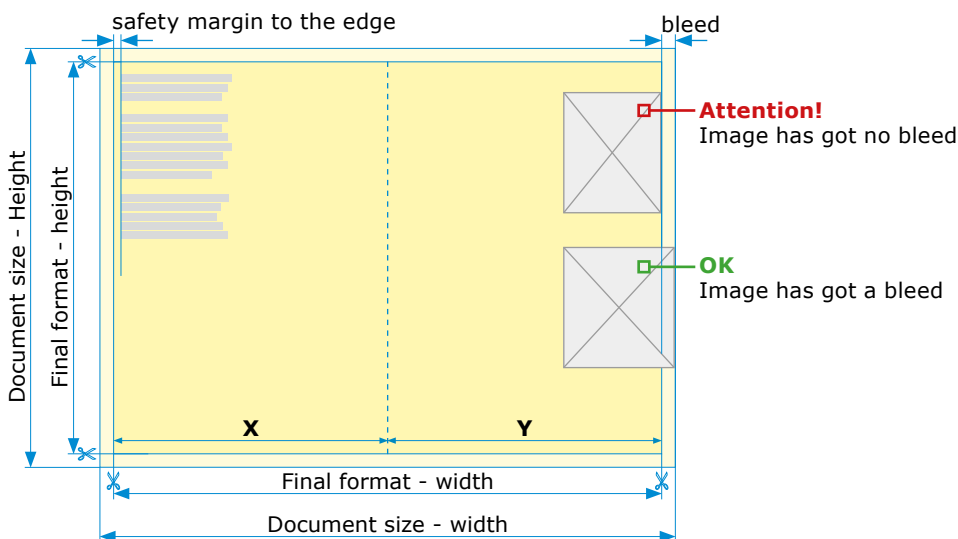 safety margin to the edge
bleed
Attention!
Image has got no bleed
OK
Image has got a bleed
Document size - Height
Final format - height
X
Y
Final format - width
Document size - width